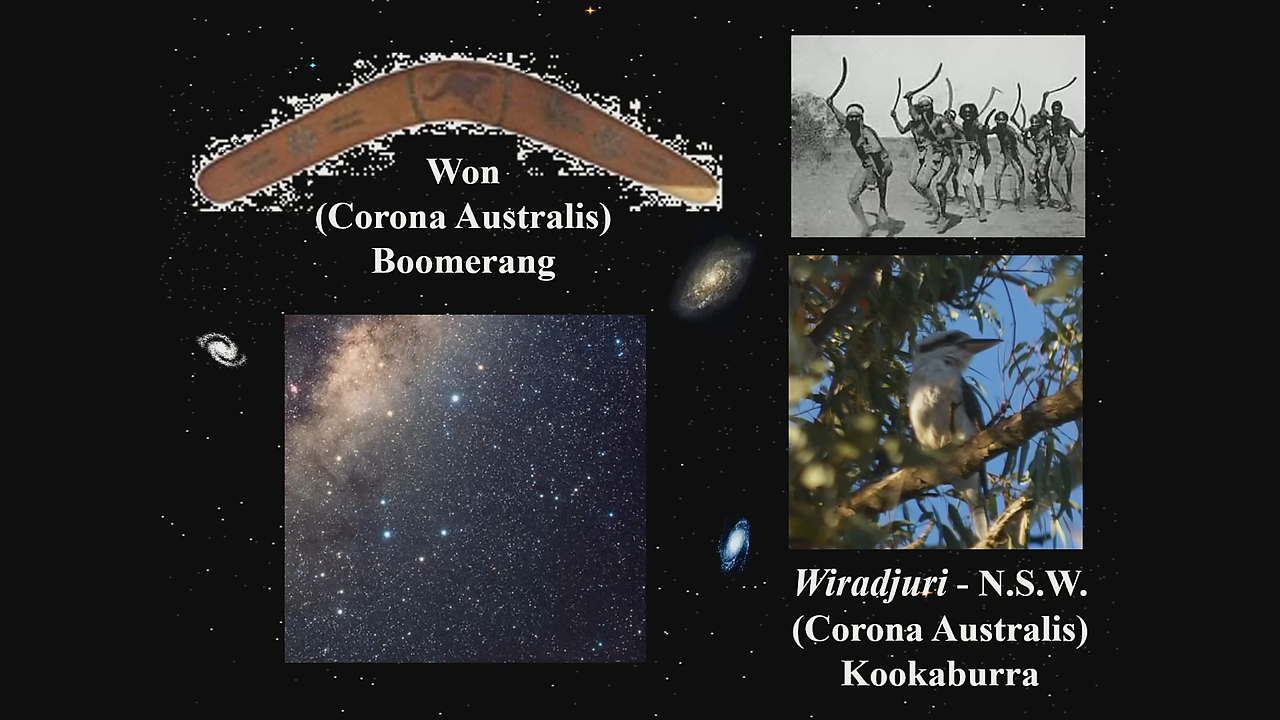 Won
(Corona Australis)
Boomerang
Wiradjuri - N.S.W.
(Corona Australis)
Kookaburra